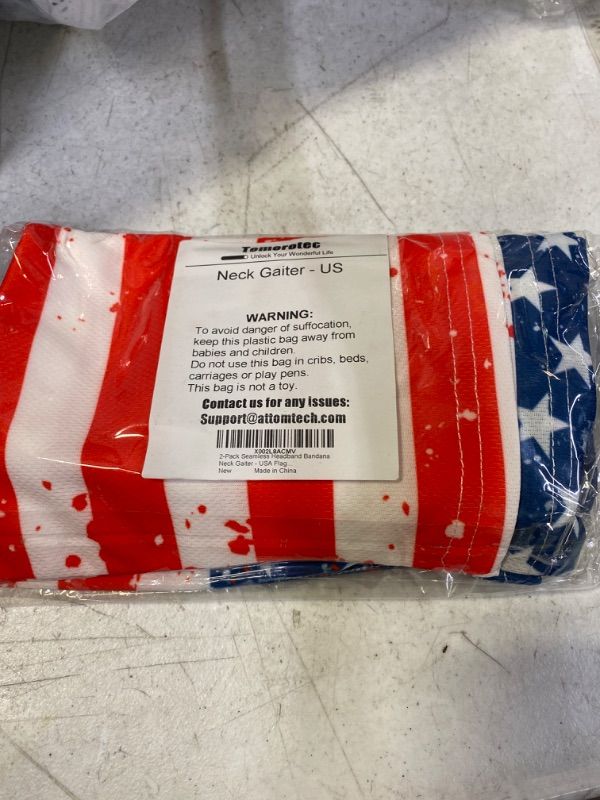 Tomorotec
Unlock Your Wonderful Life
Neck Gaiter - US
WARNING:
To avoid danger of suffocation,
keep this plastic bag away from
babies and children.
Do not use this bag in cribs, beds,
carriages or play pens.
This bag is not a toy.
Contact us for any issues:
Support@attomtech.com
X002L8ACMV
2-Pack Seamless Headband Bandana
Neck Gaiter - USA Flag...
New Made in China